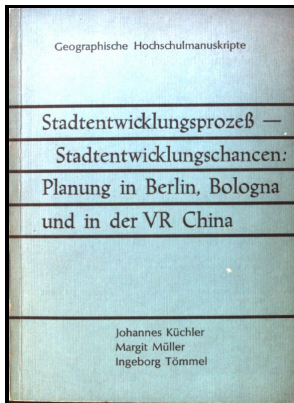 Geographische Hochschulmanuskripte
Stadtentwicklungsprozeß —
Stadtentwicklungschancen:
Planung in Berlin, Bologna
und in der VR China
Johannes Küchler
Margit Müller
Ingeborg Tömmel